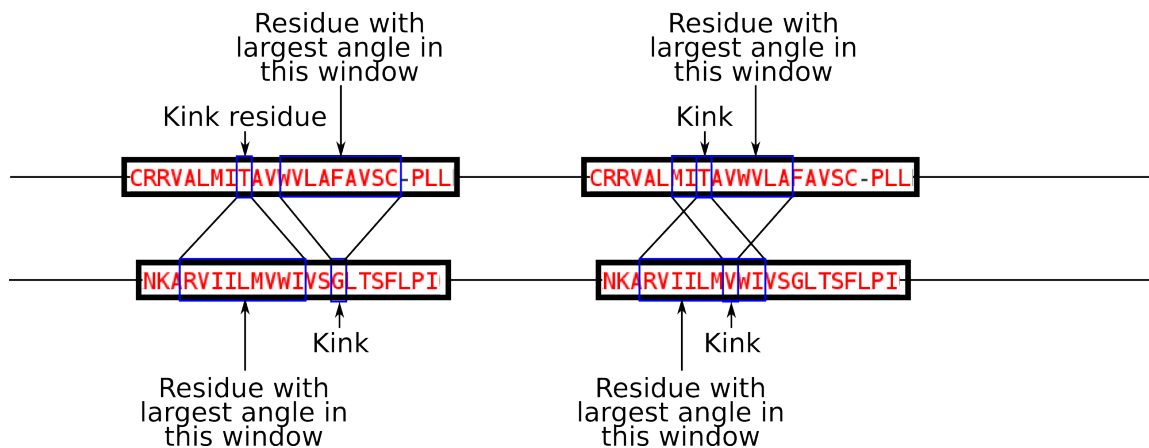 Residue with
largest angle in
this window
Residue with
largest angle in
this window
Kink residue
Kink
CRRVALMITAVWVLAFAVSC-PLL
CRRVALMITAVWVLAFAVSC-PLL
NKARVIILMVWIVSGLTSFLPI
NKARVIILMVWIVSGLTSFLPI
Kink
Kink
Residue with
largest angle in
this window
Residue with
largest angle in
this window